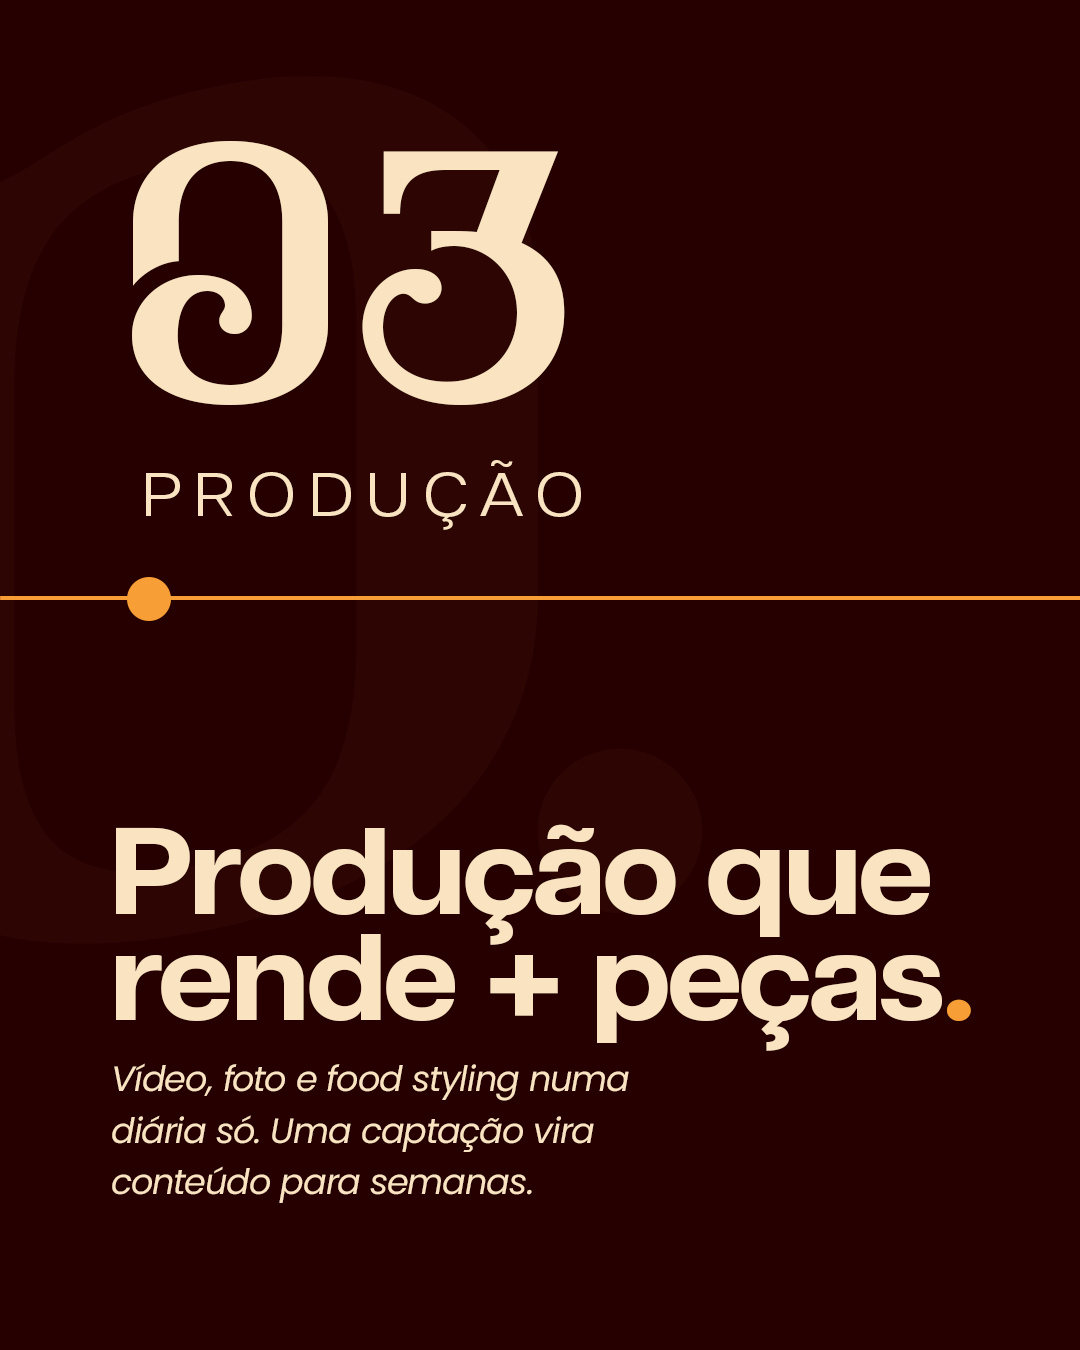 03
PRODUÇÃO
Produção que
rende + peças.
Vídeo, foto e food styling numa
diária só. Uma captação vira
conteúdo para semanas.